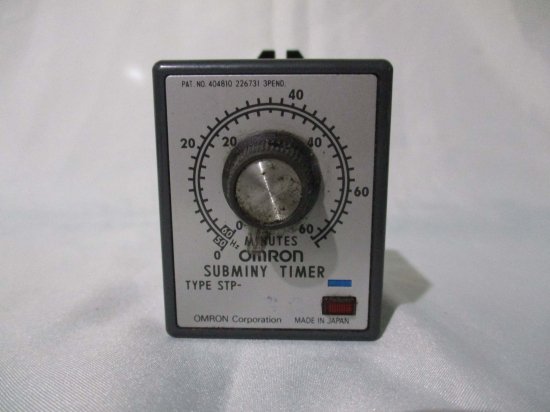 PAT. NO. 404810 226731 3PEND.
40
20 20 60
0 60
50 60 Hz
0
MINUTES
OMRON
SUBMINY TIMER
TYPE STP-
OMRON Corporation MADE IN JAPAN